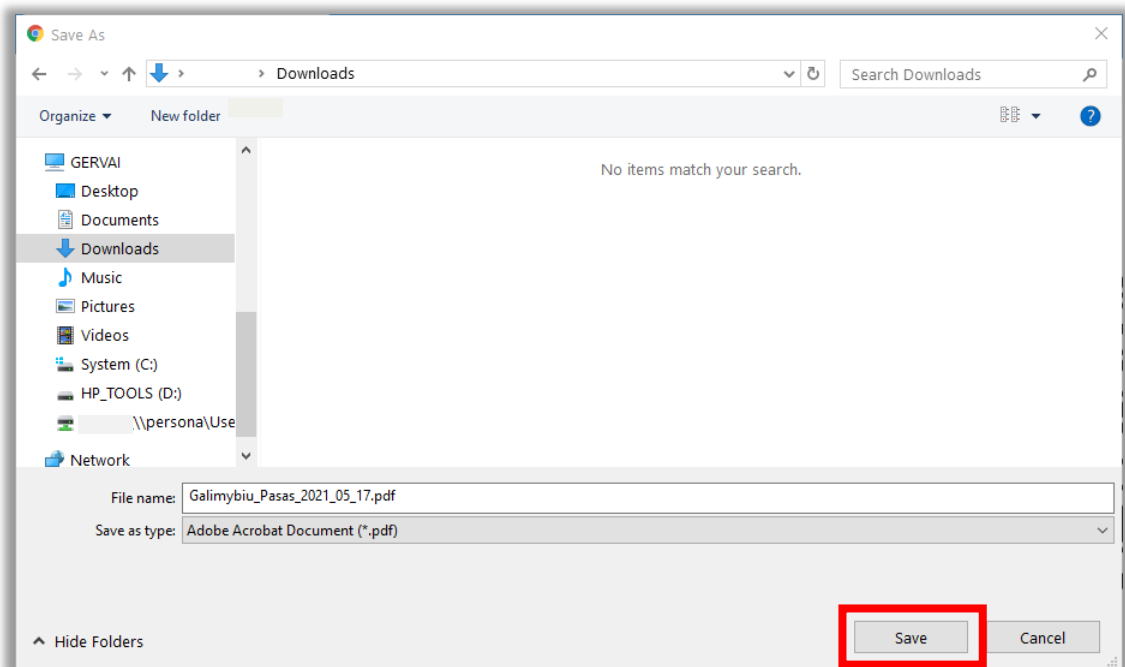 Save As
Downloads
Search Downloads
Organize
New folder
?
GERVAI
Desktop
Documents
Downloads
Music
Pictures
Videos
System (C:)
HP_TOOLS (D:)
\\persona\Use
Network
No items match your search.
File name: Galimybiu_Pasas_2021_05_17.pdf
Save as type: Adobe Acrobat Document (*.pdf)
Hide Folders
Save
Cancel